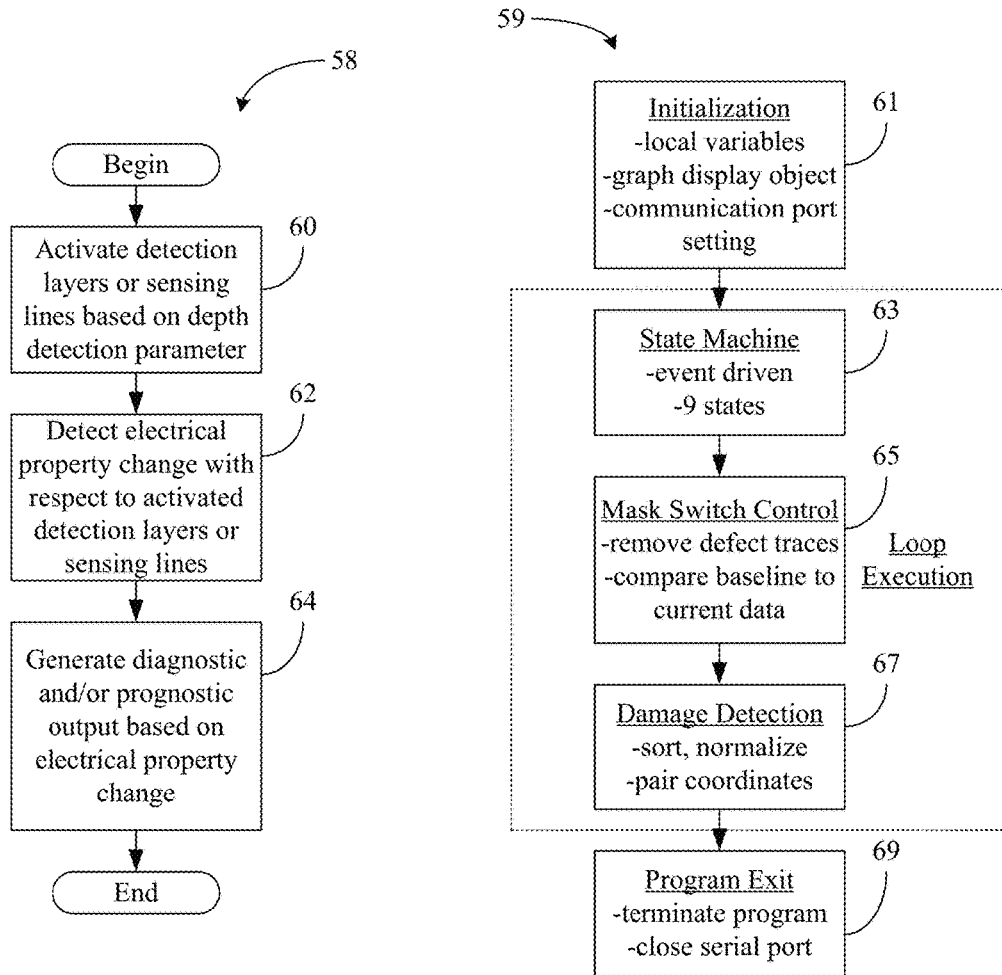 58
Begin
60
Activate detection
layers or sensing
lines based on depth
detection parameter
62
Detect electrical
property change with
respect to activated
detection layers or
sensing lines
64
Generate diagnostic
and/or prognostic
output based on
electrical property
change
End
59
61
Initialization
-local variables
-graph display object
-communication port
setting
63
State Machine
-event driven
-9 states
65
Mask Switch Control
-remove defect traces
-compare baseline to
current data
Loop
Execution
67
Damage Detection
-sort, normalize
-pair coordinates
69
Program Exit
-terminate program
-close serial port